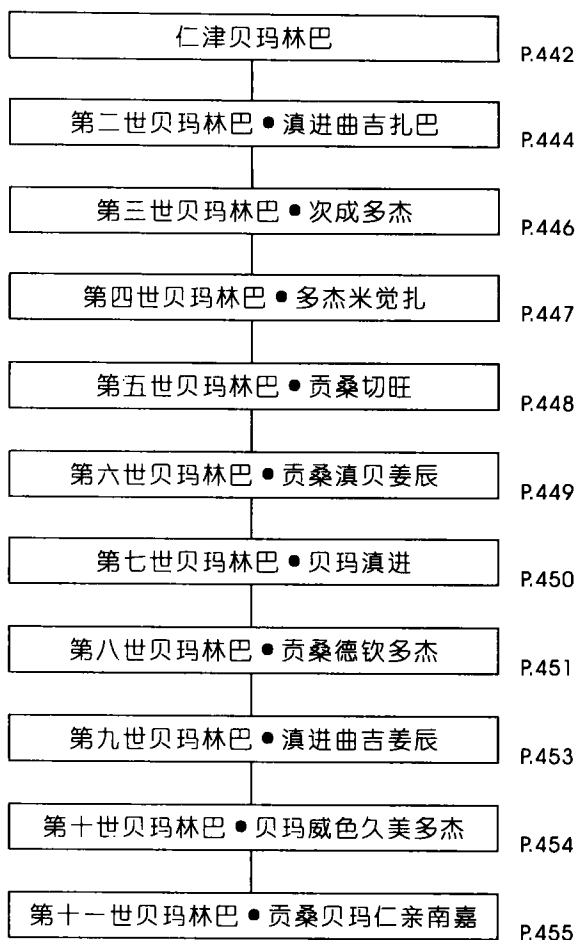 仁津贝玛林巴 P.442
第二世贝玛林巴●滇进曲吉扎巴 P.444
第三世贝玛林巴●次成多杰 P.446
第四世贝玛林巴●多杰米觉扎 P.447
第五世贝玛林巴●贡桑切旺 P.448
第六世贝玛林巴●贡桑滇贝姜辰 P.449
第七世贝玛林巴●贝玛滇进 P.450
第八世贝玛林巴●贡桑德钦多杰 P.451
第九世贝玛林巴●滇进曲吉姜辰 P.453
第十世贝玛林巴●贝玛威色久美多杰 P.454
第十一世贝玛林巴●贡桑贝玛仁亲南嘉 P.455